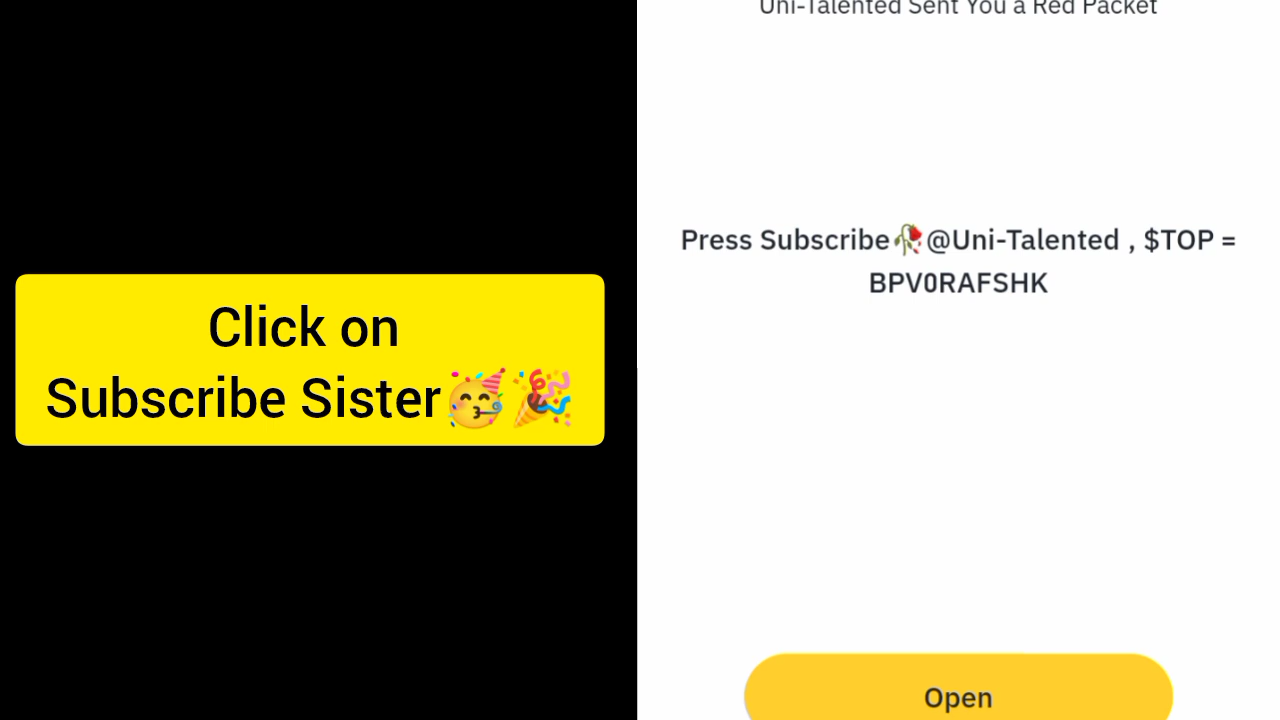 Click on
Subscribe Sister🥳🎉
Uni-Talented Sent You a Red Packet
Press Subscribe🥀@Uni-Talented , $TOP =
BPV0RAFSHK
Open